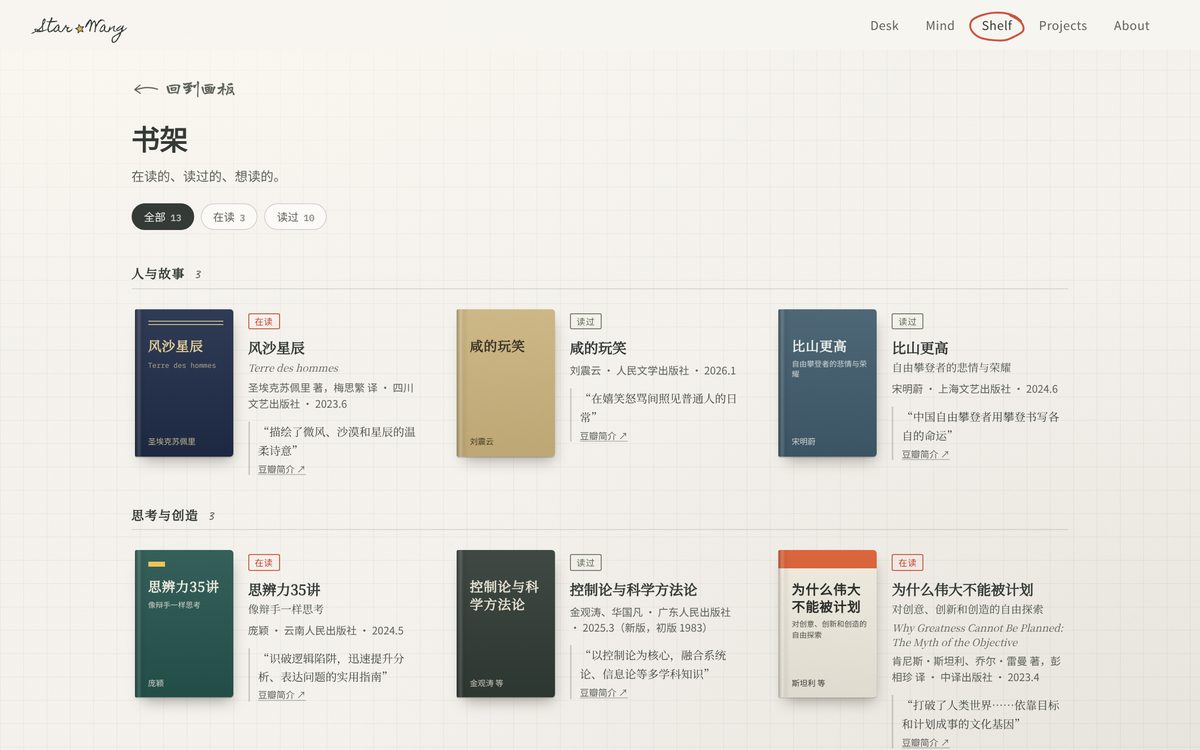 Star Wang
Desk
Mind
Shelf
Projects
About
← 回到画板
书架
在读的、读过的、想读的。
全部 13
在读 3
读过 10
人与故事 3
风沙星辰
Terre des hommes
圣埃克苏佩里
在读
风沙星辰
Terre des hommes
圣埃克苏佩里 著，梅思繁 译 · 四川
文艺出版社 · 2023.6
“描绘了微风、沙漠和星辰的温
柔诗意”
豆瓣简介 ↗
咸的玩笑
刘震云
读过
咸的玩笑
刘震云 · 人民文学出版社 · 2026.1
“在嬉笑怒骂间照见普通人的日
常”
豆瓣简介 ↗
比山更高
自由攀登者的悲情与荣
耀
宋明蔚
读过
比山更高
自由攀登者的悲情与荣耀
宋明蔚 · 上海文艺出版社 · 2024.6
“中国自由攀登者用攀登书写各
自的命运”
豆瓣简介 ↗
思考与创造 3
思辨力35讲
像辩手一样思考
庞颖
在读
思辨力35讲
像辩手一样思考
庞颖 · 云南人民出版社 · 2024.5
“识破逻辑陷阱，迅速提升分
析、表达问题的实用指南”
豆瓣简介 ↗
控制论与科
学方法论
金观涛 等
读过
控制论与科学方法论
金观涛、华国凡 · 广东人民出版社
· 2025.3（新版，初版 1983）
“以控制论为核心，融合系统
论、信息论等多学科知识”
豆瓣简介 ↗
为什么伟大
不能被计划
对创意、创新和创造的
自由探索
斯坦利 等
在读
为什么伟大不能被计划
对创意、创新和创造的自由探索
Why Greatness Cannot Be Planned:
The Myth of the Objective
肯尼斯·斯坦利、乔尔·雷曼 著，彭
相珍 译 · 中译出版社 · 2023.4
“打破了人类世界……依靠目标
和计划成事的文化基因”
豆瓣简介 ↗